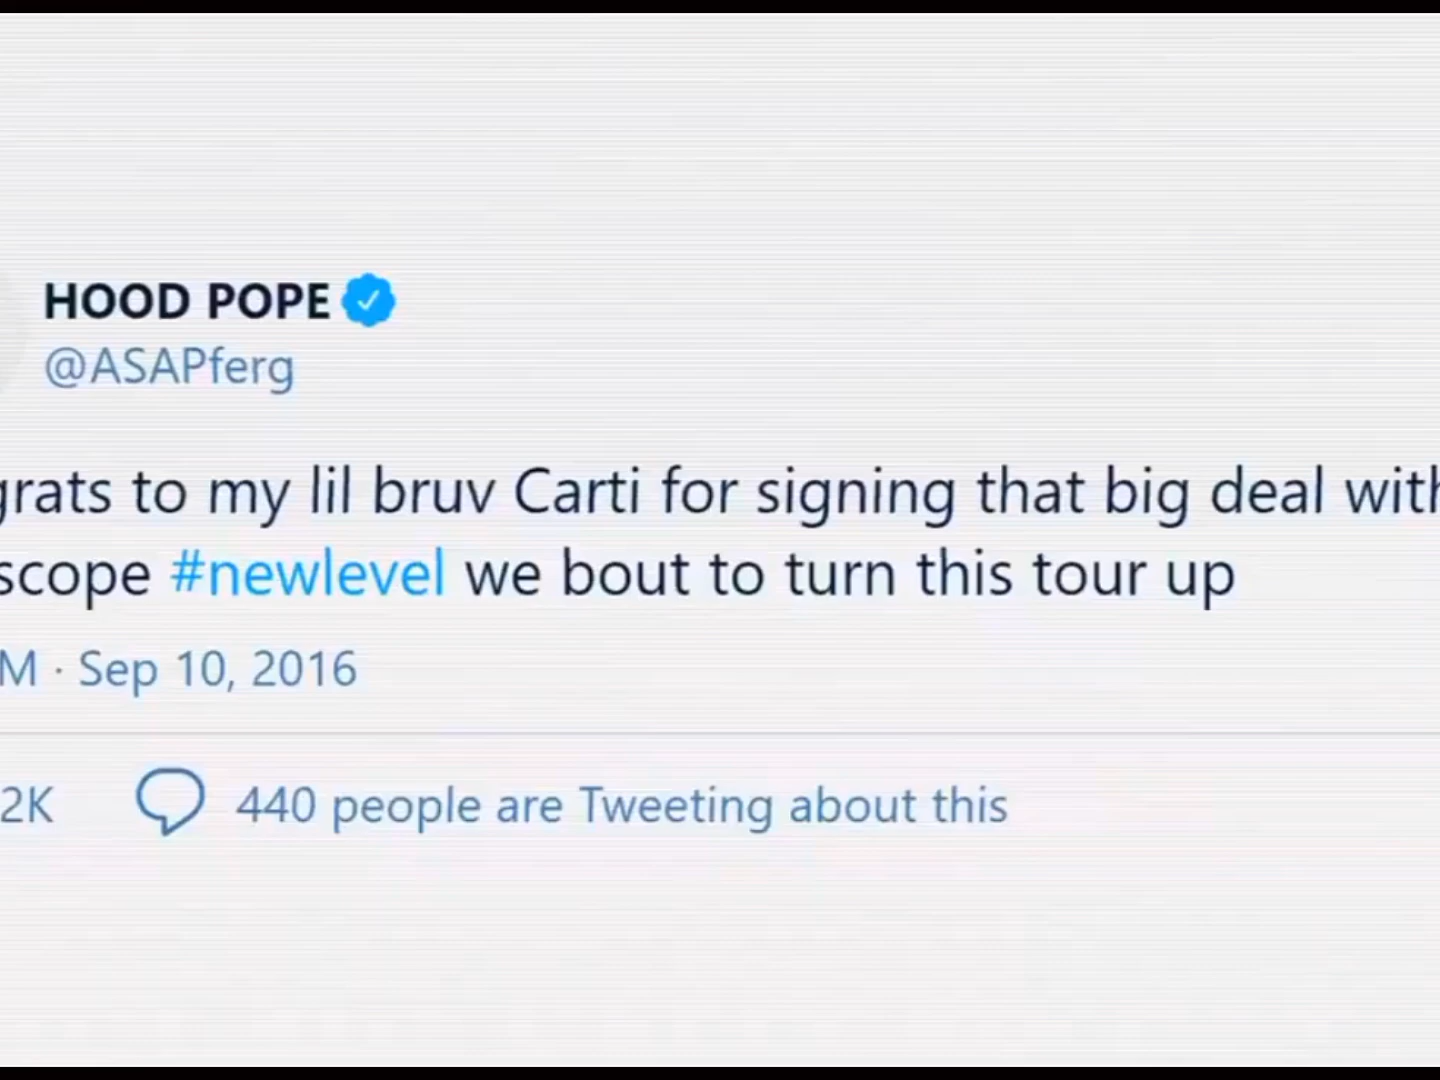 HOOD POPE
@ASAPferg
grats to my lil bruv Carti for signing that big deal with
scope #newlevel we bout to turn this tour up
M · Sep 10, 2016
2K 440 people are Tweeting about this